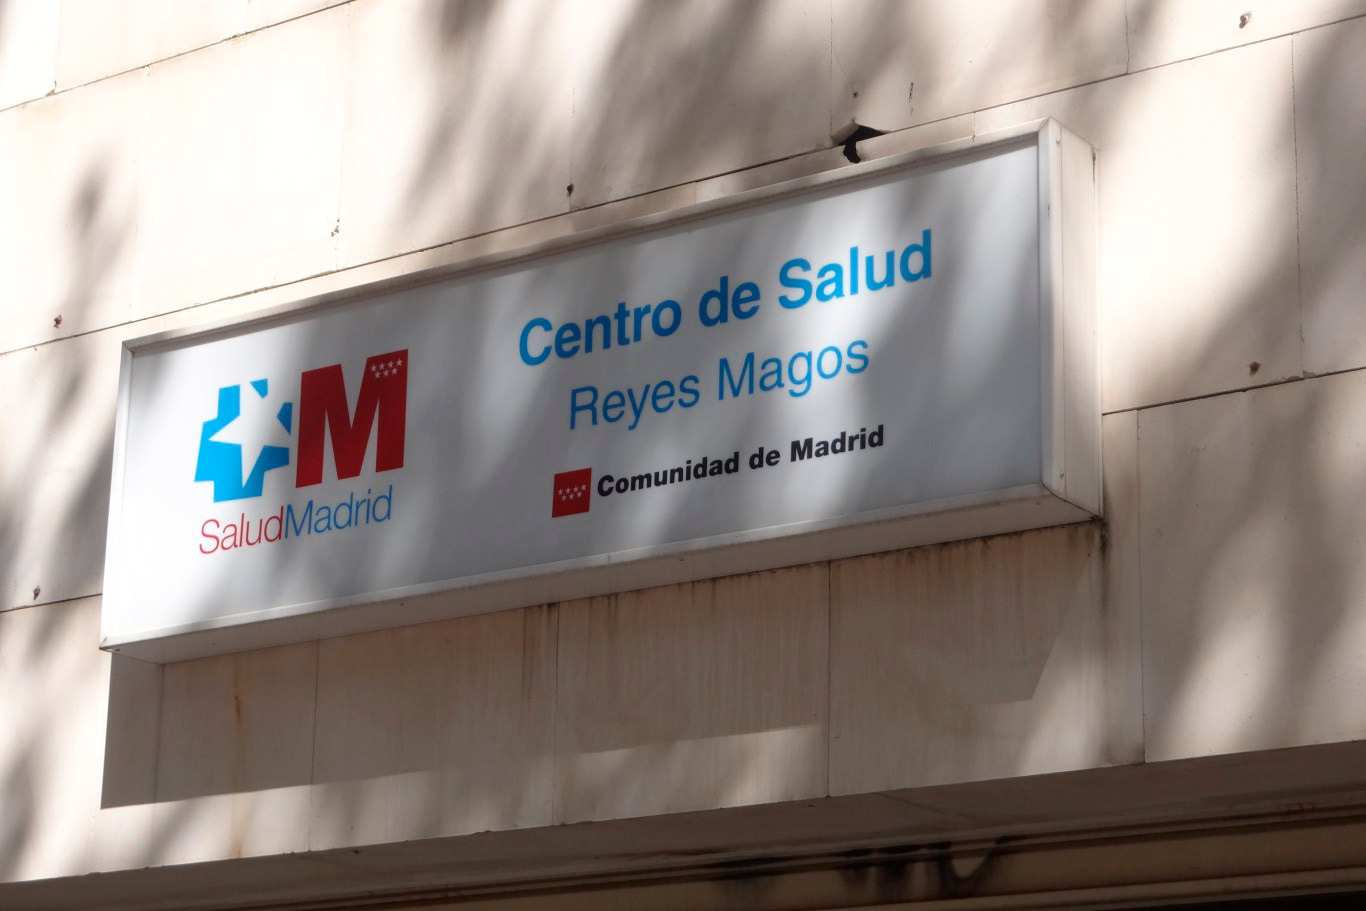 M
SaludMadrid
Centro de Salud
Reyes Magos
Comunidad de Madrid